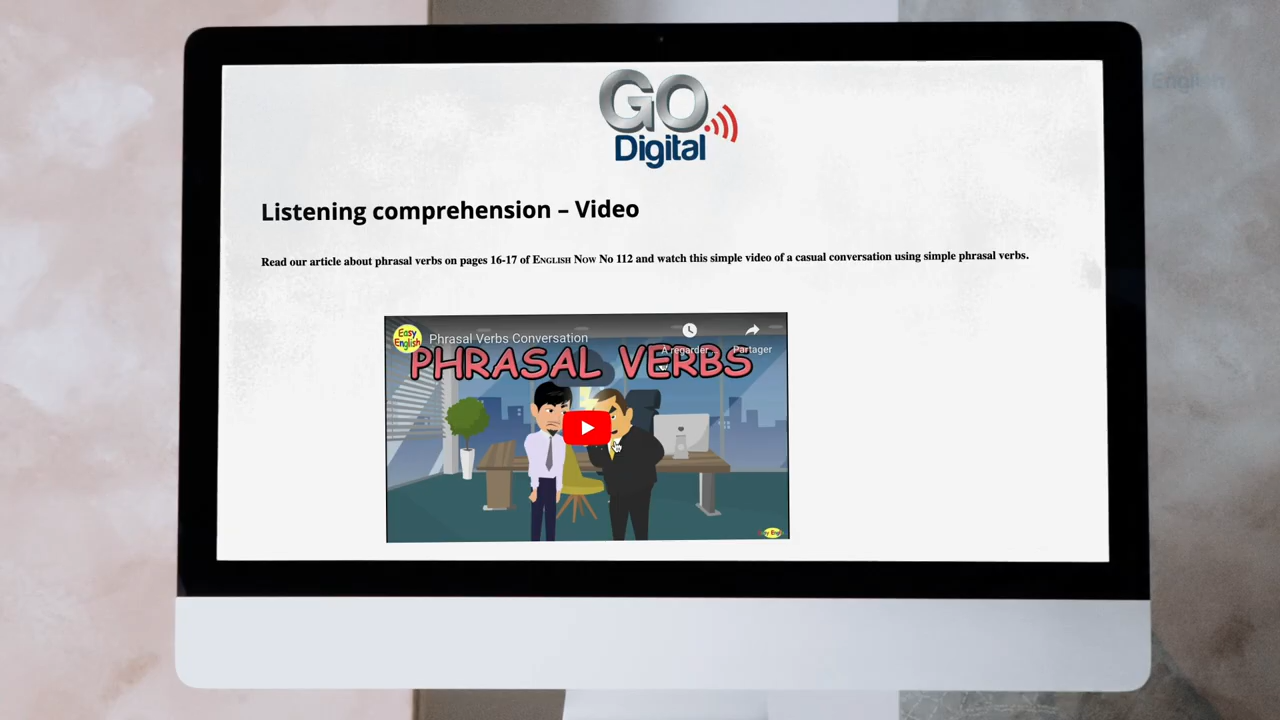 English
GO
Digital
Listening comprehension – Video
Read our article about phrasal verbs on pages 16-17 of ENGLISH NOW No 112 and watch this simple video of a casual conversation using simple phrasal verbs.
Easy English
Phrasal Verbs Conversation
À regarder
Partager
PHRASAL VERBS